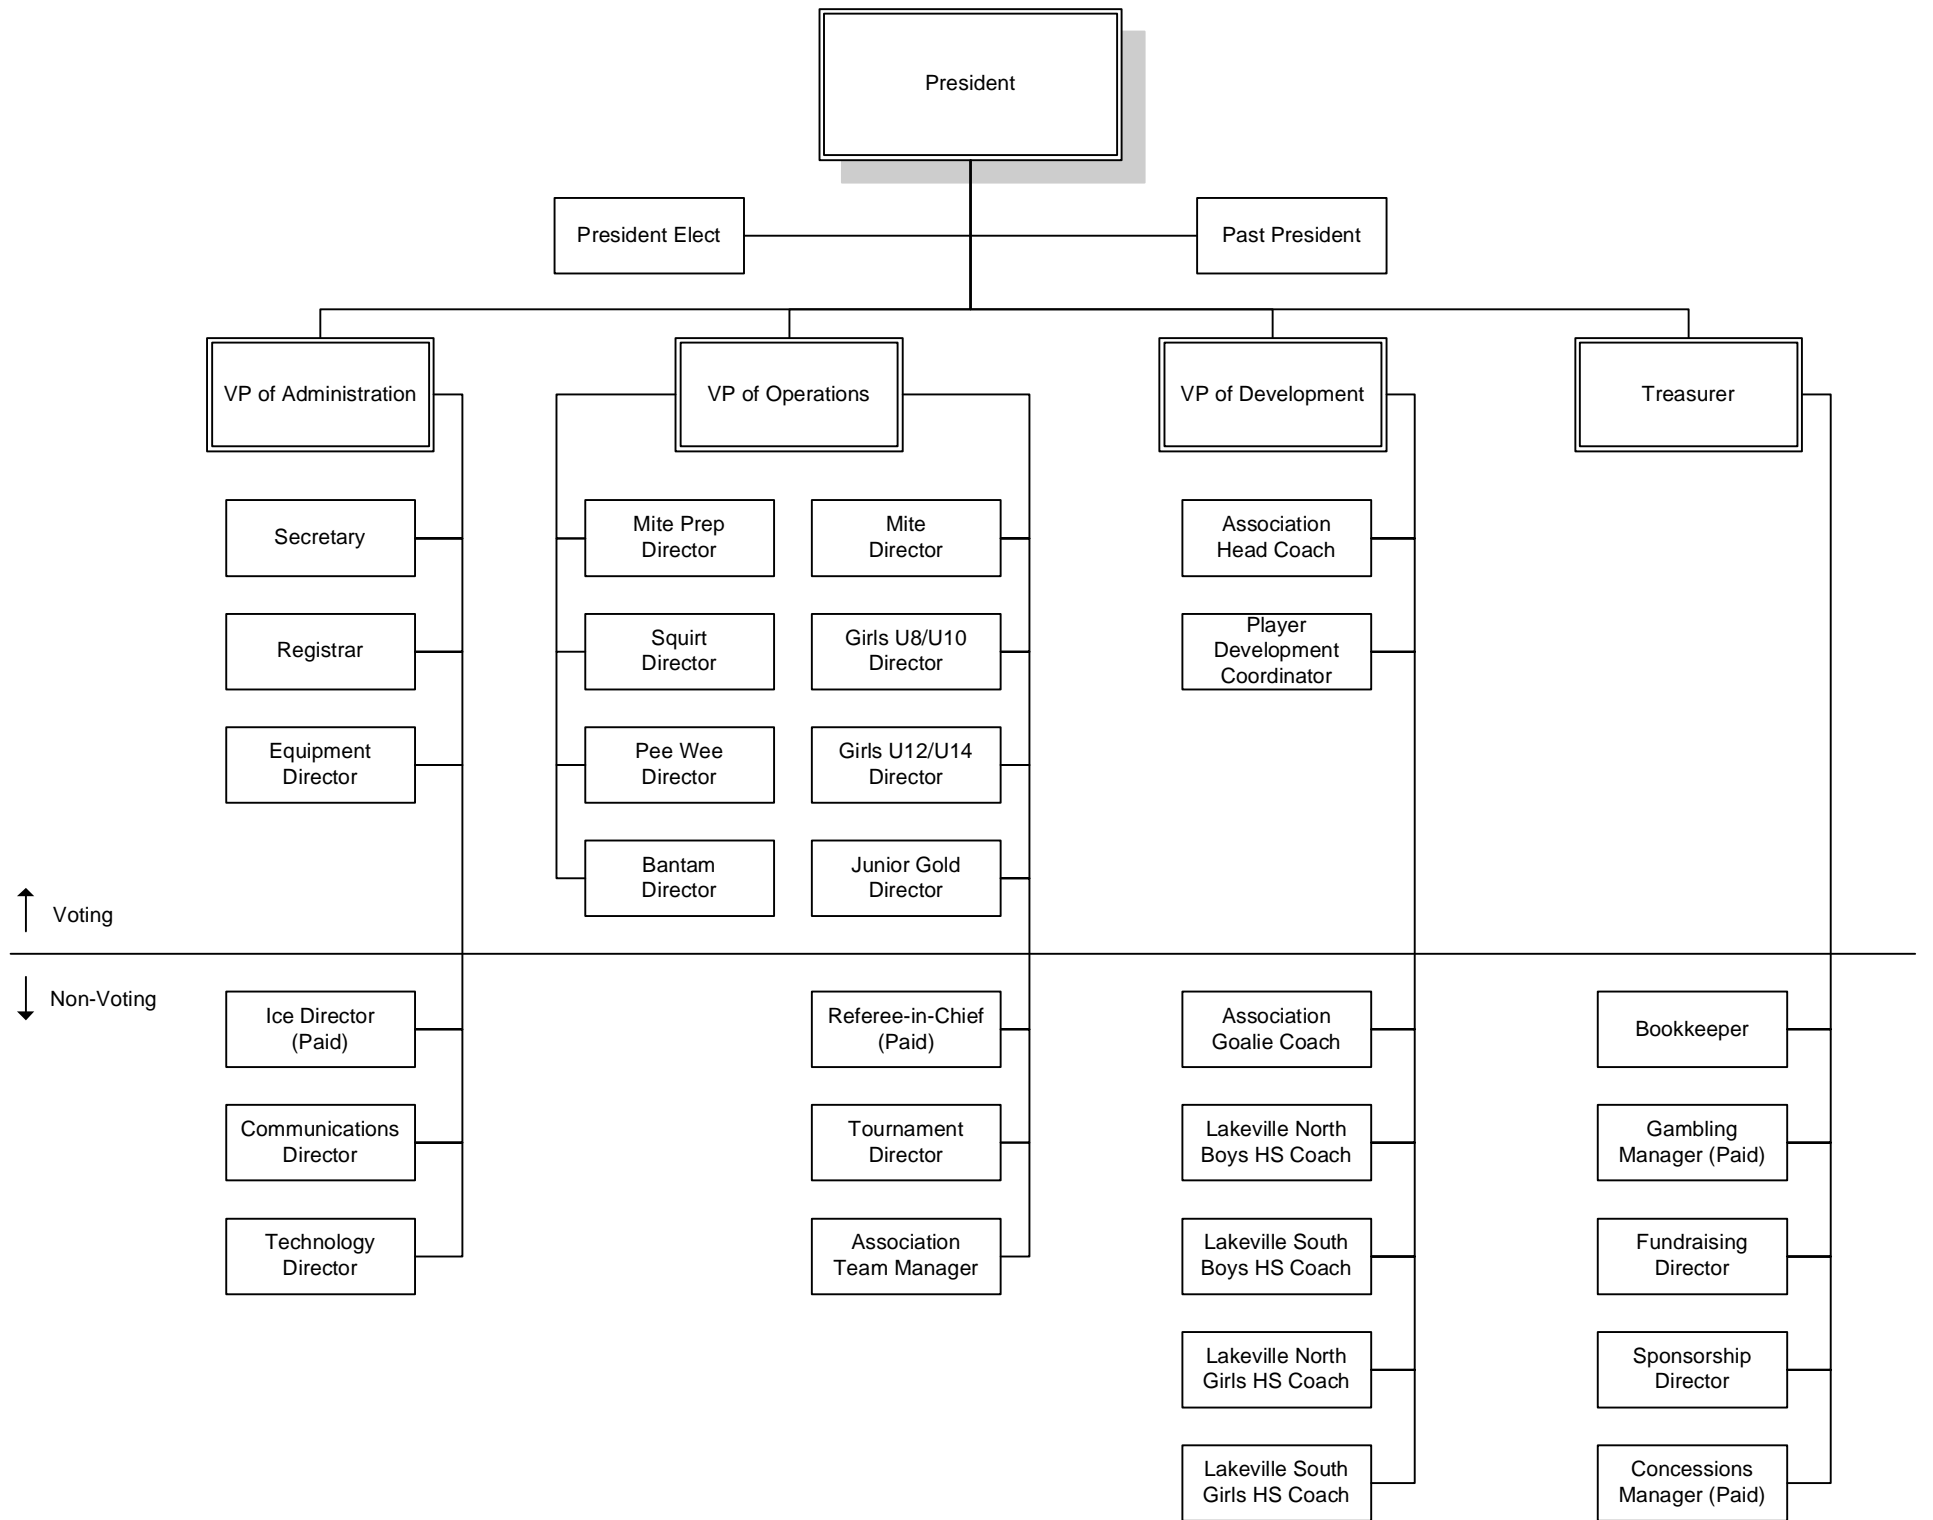 President
President Elect
Past President
VP of Administration
VP of Operations
VP of Development
Treasurer
Secretary
Mite Prep
Director
Mite
Director
Association
Head Coach
Registrar
Squirt
Director
Girls U8/U10
Director
Player
Development
Coordinator
Equipment
Director
Pee Wee
Director
Girls U12/U14
Director
Bantam
Director
Junior Gold
Director
Voting
Non-Voting
Ice Director
(Paid)
Referee-in-Chief
(Paid)
Association
Goalie Coach
Bookkeeper
Communications
Director
Tournament
Director
Lakeville North
Boys HS Coach
Gambling
Manager (Paid)
Technology
Director
Association
Team Manager
Lakeville South
Boys HS Coach
Fundraising
Director
Lakeville North
Girls HS Coach
Sponsorship
Director
Lakeville South
Girls HS Coach
Concessions
Manager (Paid)